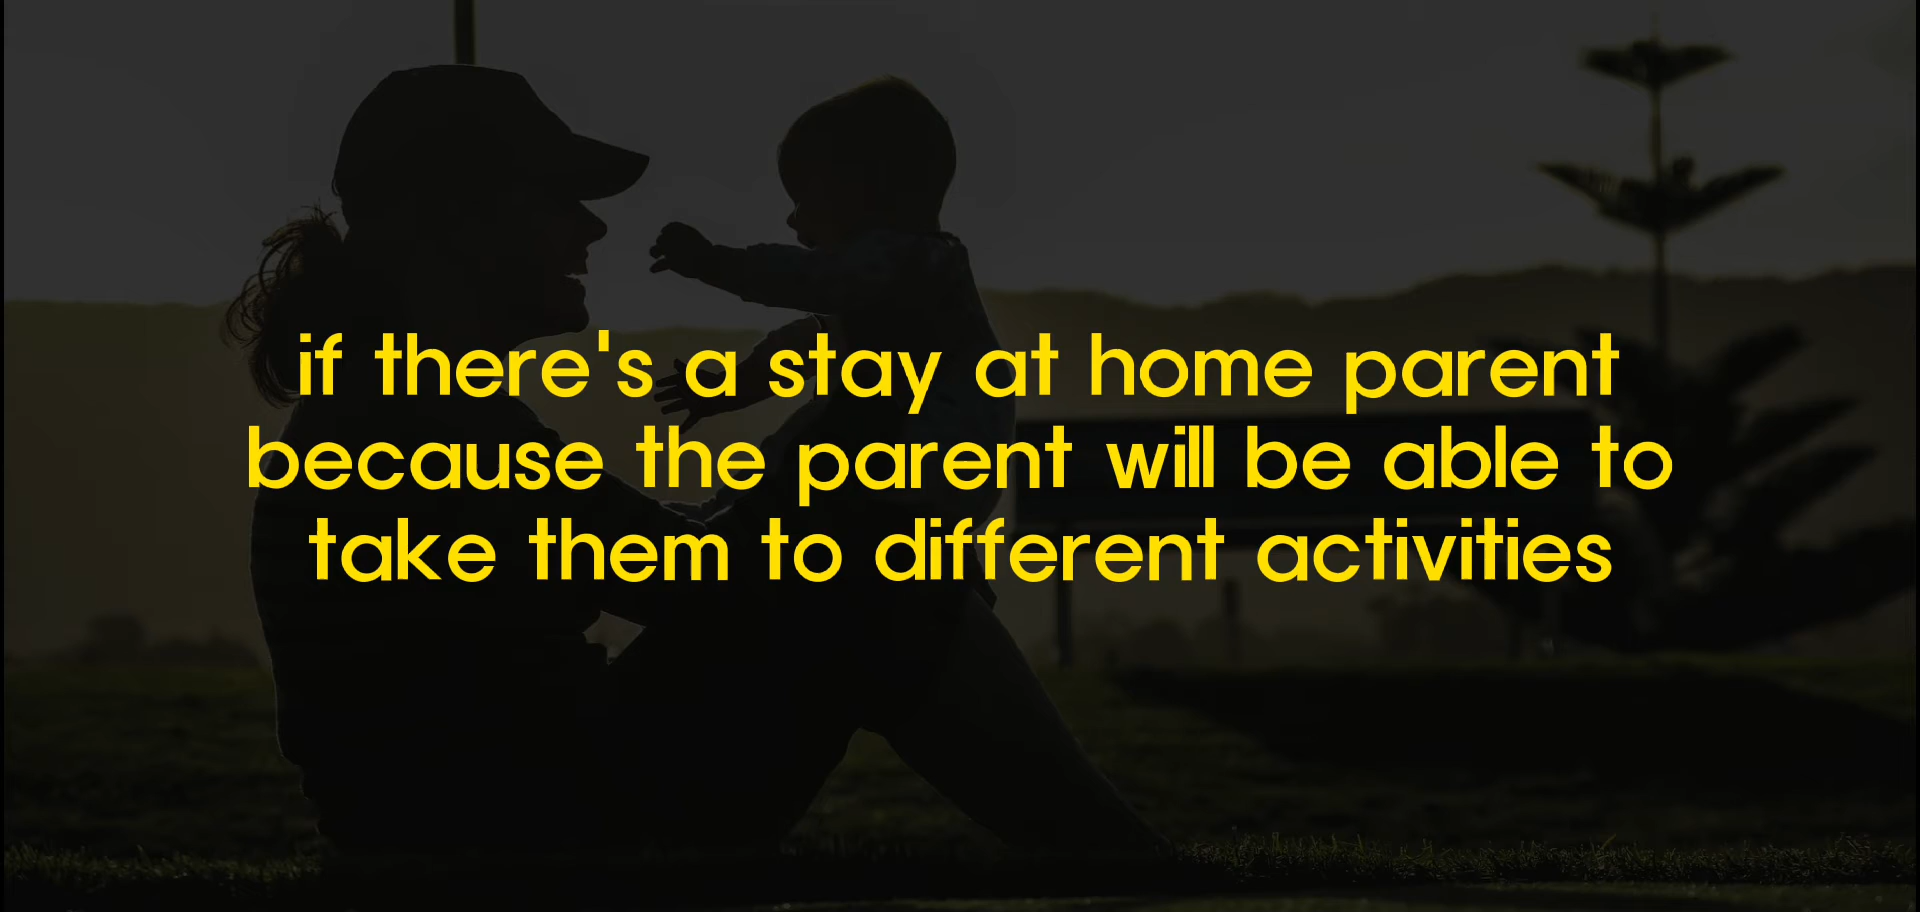 if there's a stay at home parent
because the parent will be able to
take them to different activities